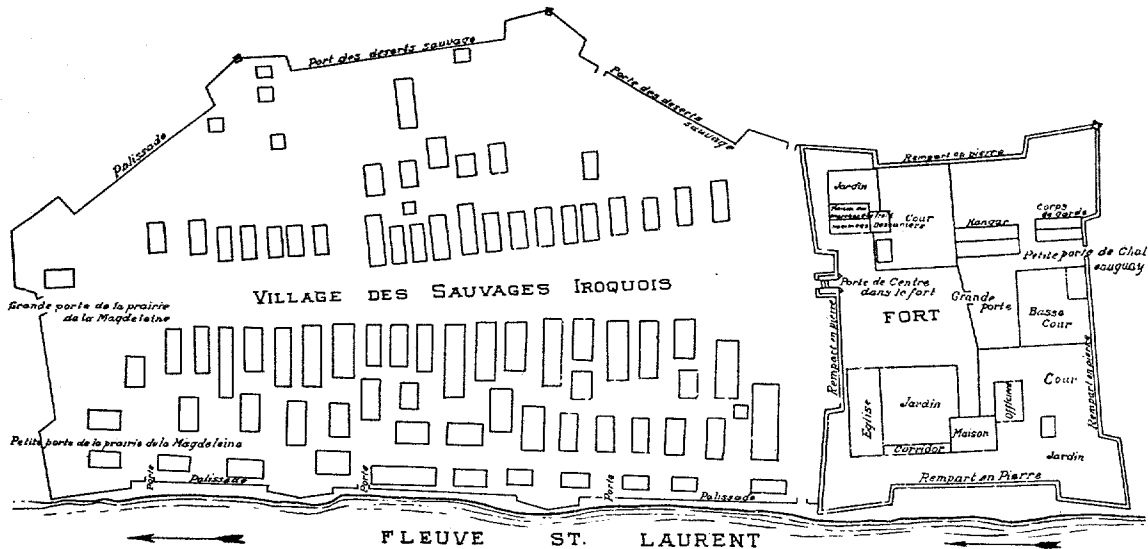 Port des deserts sauvage
Porte des deserts
sauvage
Palissade
Rempart en pierre
Jardin
Cour
Corps
de garde
Hangar
Petite porte de Chat
eauguay
Grande porte de la prairie
de la Magdeleine
VILLAGE DES SAUVAGES IROQUOIS
Porte de Centre
dans le fort
FORT
Grande
porte
Basse
Cour
Rempart en pierre
Rempart en pierre
Cour
Jardin
Eglise
Maison
Corridor
Jardin
Petite porte de la prairie de la Magdeleine
Porte
Palissade
Porte
Palissade
Rempart en Pierre
FLEUVE ST. LAURENT